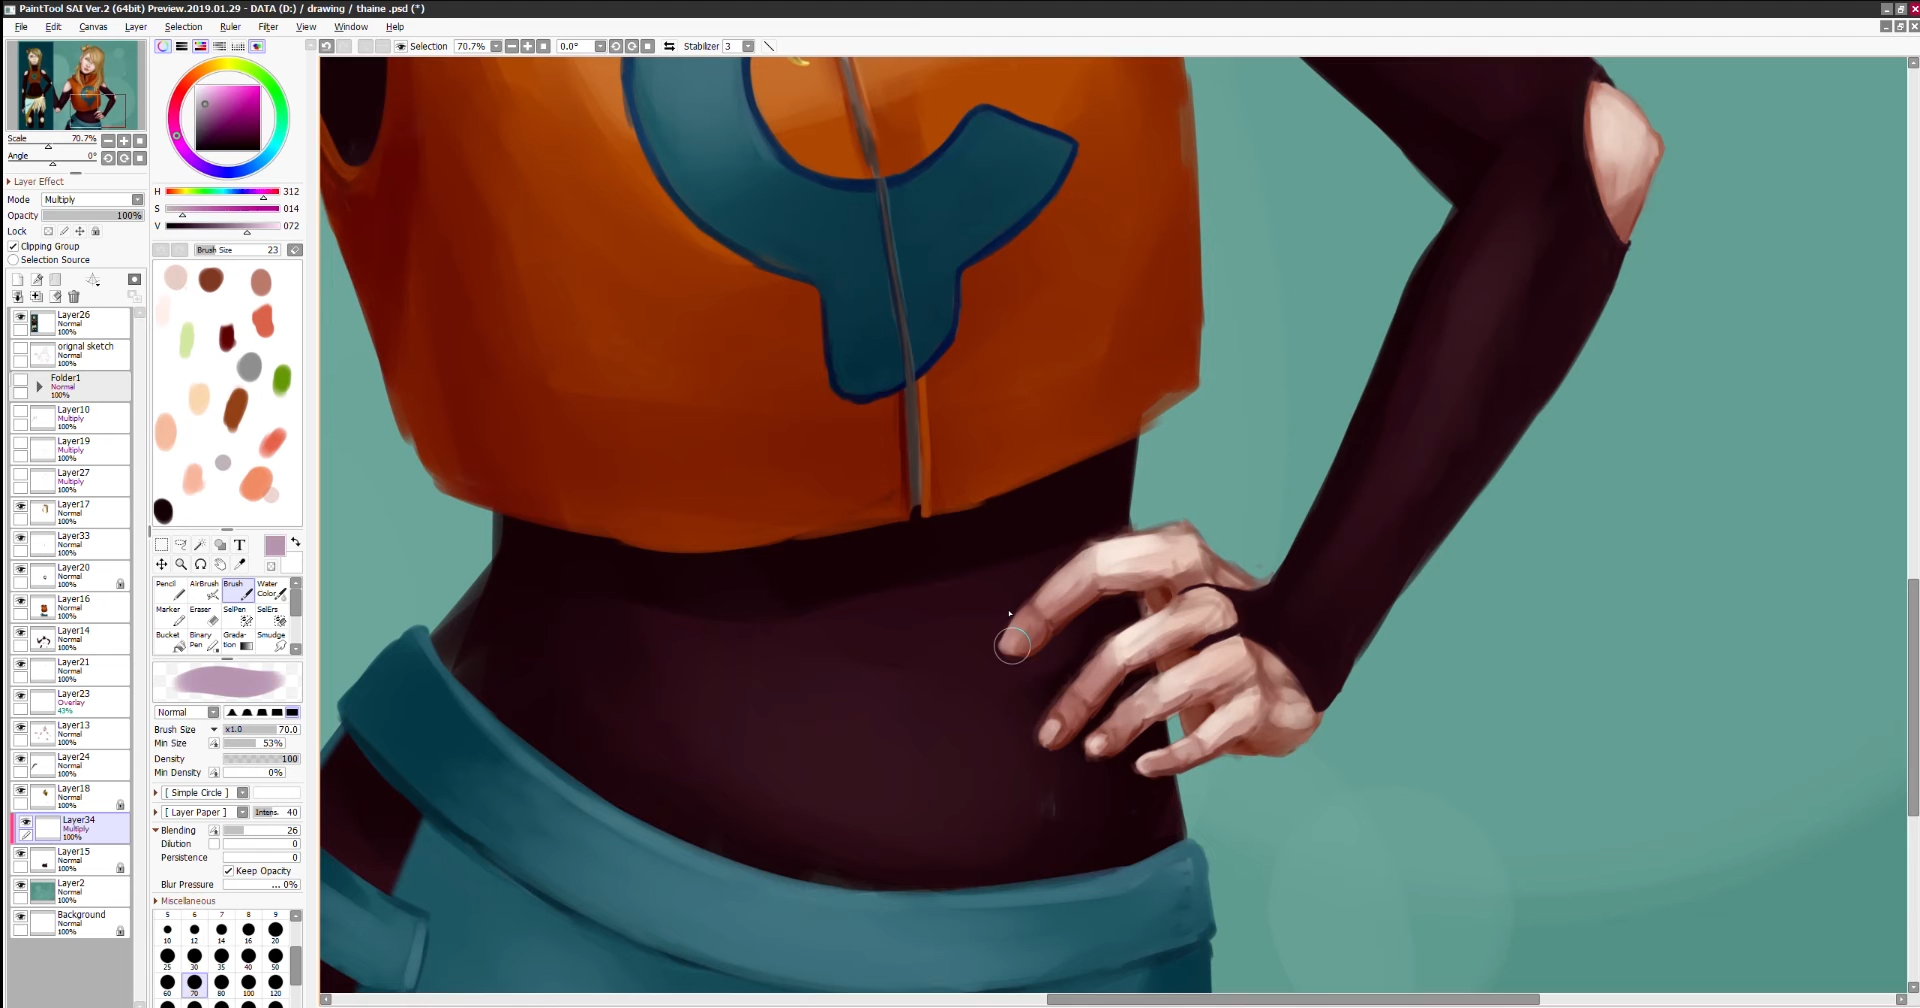 PaintTool SAI Ver.2 (64bit) Preview.2019.01.29 - DATA (D:) / drawing / thaine .psd (*)
File Edit Canvas Layer Selection Ruler Filter View Window Help
Selection 70.7% 0.0° Stabilizer 3
Scale 70.7%
Angle 0°
Layer Effect
Mode Multiply
Opacity 100%
Lock
Clipping Group
Selection Source
Layer26
Normal
100%
orignal sketch
Normal
100%
Folder1
Normal
100%
Layer10
Multiply
100%
Layer19
Multiply
100%
Layer27
Multiply
100%
Layer17
Normal
100%
Layer33
Normal
100%
Layer20
Normal
100%
Layer16
Normal
100%
Layer14
Normal
100%
Layer21
Normal
100%
Layer23
Overlay
43%
Layer13
Normal
100%
Layer24
Normal
100%
Layer18
Normal
100%
Layer34
Multiply
100%
Layer15
Normal
100%
Layer2
Normal
100%
Background
Normal
100%
H 312
S 014
V 072
Brush Size 23
T
Pencil AirBrush Brush Water Color
Marker Eraser SelPen SelErs
Bucket Binary Pen Gradation Smudge
Normal
Brush Size x1.0 70.0
Min Size 53%
Density 100
Min Density 0%
[ Simple Circle ]
[ Layer Paper ] Intens. 40
Blending 26
Dilution 0
Persistence 0
Keep Opacity
Blur Pressure ... 0%
Miscellaneous
5 6 7 8 9
10 12 14 16 20
25 30 35 40 50
60 70 80 100 120